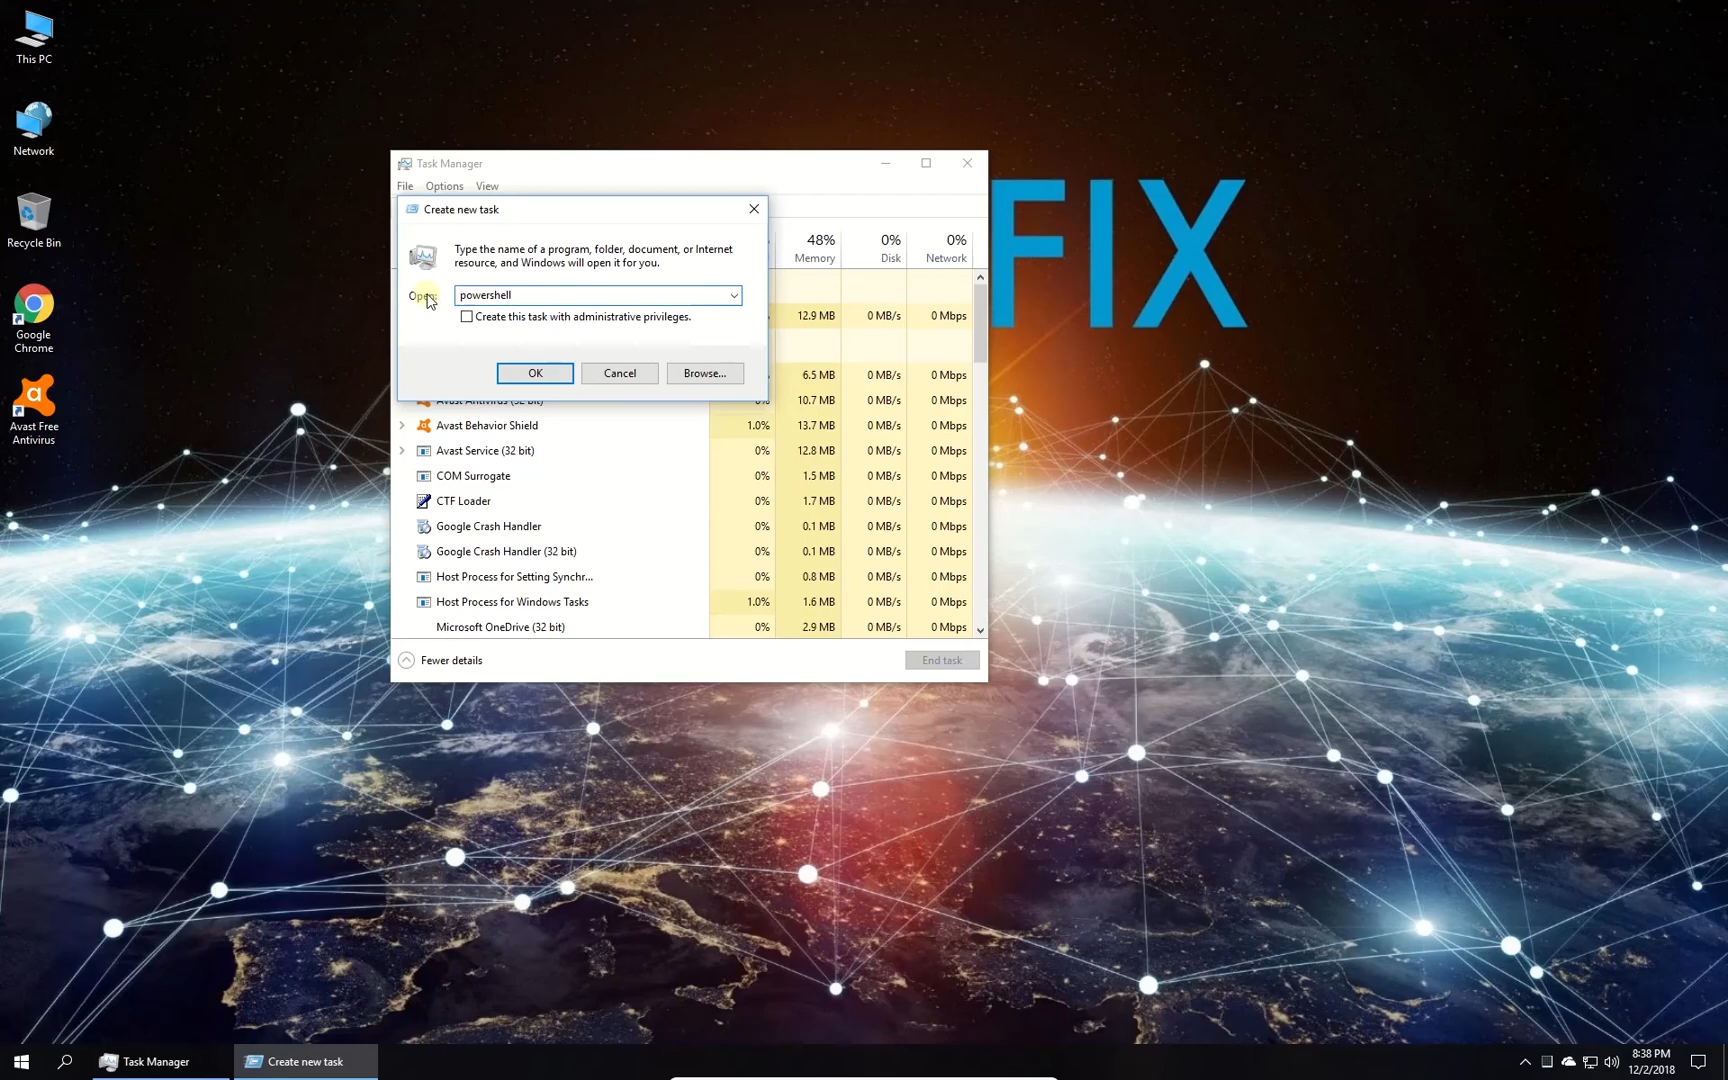 This PC
Network
Recycle Bin
Google
Chrome
Avast Free
Antivirus
FIX
Task Manager
File Options View
Create new task
Type the name of a program, folder, document, or Internet
resource, and Windows will open it for you.
Open: powershell
Create this task with administrative privileges.
OK Cancel Browse...
48% 0% 0%
Memory Disk Network
12.9 MB 0 MB/s 0 Mbps
6.5 MB 0 MB/s 0 Mbps
Avast Antivirus (32 bit) 0% 10.7 MB 0 MB/s 0 Mbps
Avast Behavior Shield 1.0% 13.7 MB 0 MB/s 0 Mbps
Avast Service (32 bit) 0% 12.8 MB 0 MB/s 0 Mbps
COM Surrogate 0% 1.5 MB 0 MB/s 0 Mbps
CTF Loader 0% 1.7 MB 0 MB/s 0 Mbps
Google Crash Handler 0% 0.1 MB 0 MB/s 0 Mbps
Google Crash Handler (32 bit) 0% 0.1 MB 0 MB/s 0 Mbps
Host Process for Setting Synchr... 0% 0.8 MB 0 MB/s 0 Mbps
Host Process for Windows Tasks 1.0% 1.6 MB 0 MB/s 0 Mbps
Microsoft OneDrive (32 bit) 0% 2.9 MB 0 MB/s 0 Mbps
Fewer details End task
Task Manager Create new task
8:38 PM
12/2/2018